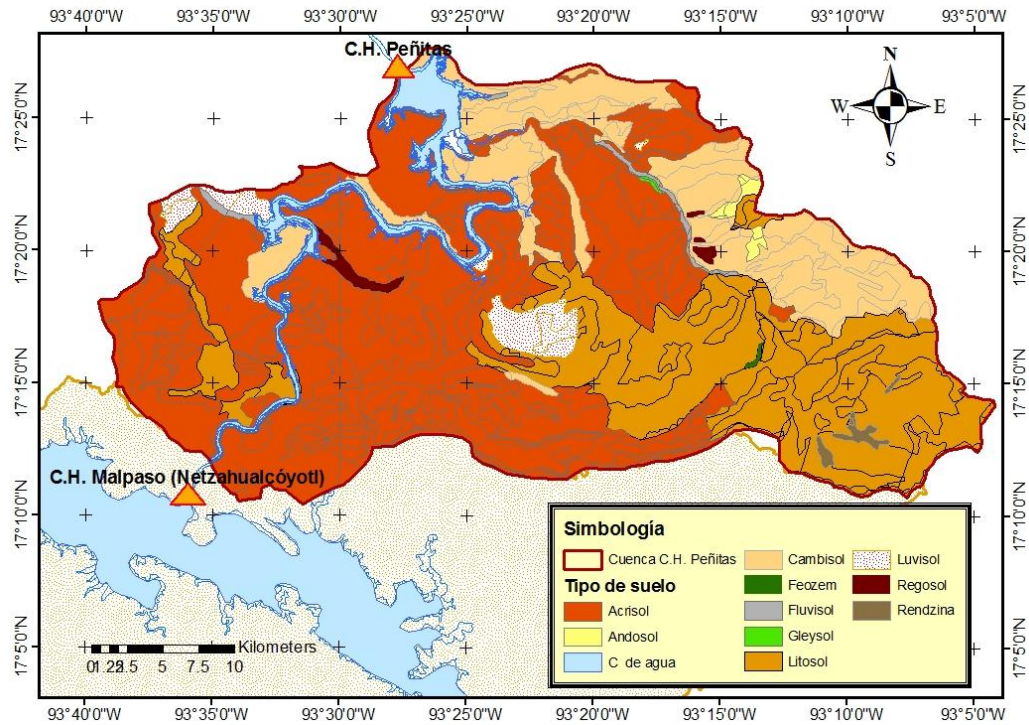 93°40'0"W 93°35'0"W 93°30'0"W 93°25'0"W 93°20'0"W 93°15'0"W 93°10'0"W 93°5'0"W
C.H. Peñitas
N
W E
S
17°25'0"N 17°25'0"N
17°20'0"N 17°20'0"N
17°15'0"N 17°15'0"N
C.H. Malpaso (Netzahualcóyotl)
17°10'0"N 17°10'0"N
Simbología
Cuenca C.H. Peñitas
Tipo de suelo
Acrisol
Andosol
C de agua
Cambisol
Feozem
Fluvisol
Gleysol
Litosol
Luvisol
Regosol
Rendzina
17°5'0"N 17°5'0"N
Kilometers
5 7.5 10
93°40'0"W 93°35'0"W 93°30'0"W 93°25'0"W 93°20'0"W 93°15'0"W 93°10'0"W 93°5'0"W